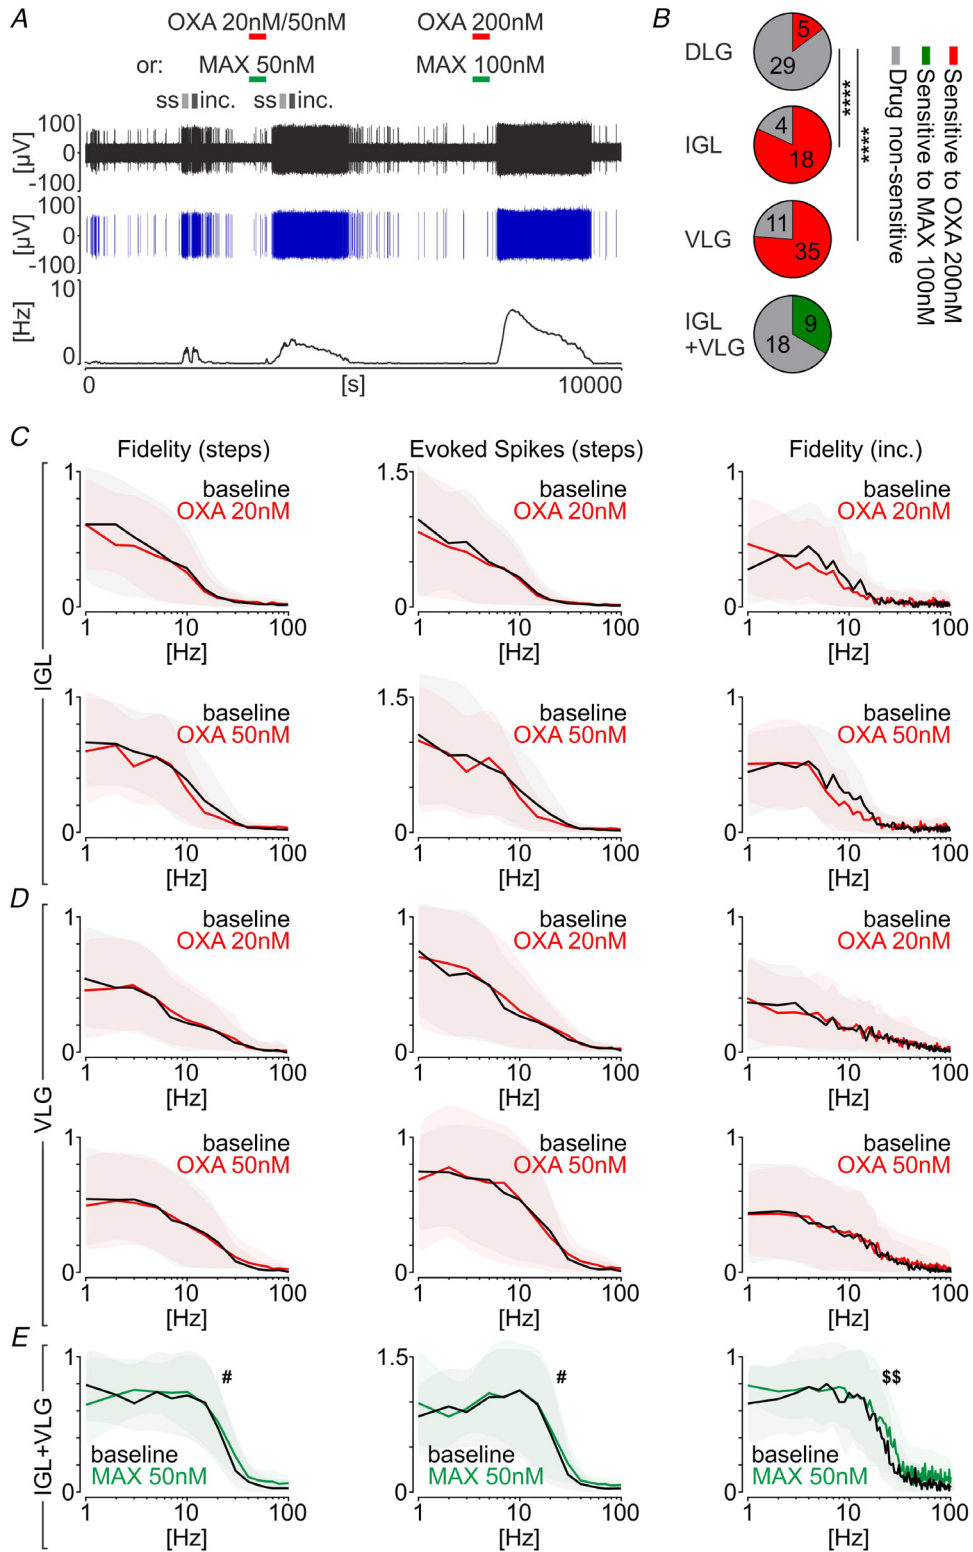 A
OXA 20nM/50nM
OXA 200nM
or: MAX 50nM
MAX 100nM
ss inc. ss inc.
100
0
-100
[µV]
100
0
-100
[µV]
10
0
[Hz]
0 [s] 10000
B
DLG
5
29
IGL
4
18
VLG
11
35
IGL
+VLG
9
18
****
****
Sensitive to OXA 200nM
Sensitive to MAX 100nM
Drug non-sensitive
C
Fidelity (steps)
Evoked Spikes (steps)
Fidelity (inc.)
IGL
1
baseline
OXA 20nM
0
1 10 100
[Hz]
1.5
baseline
OXA 20nM
0
1 10 100
[Hz]
1
baseline
OXA 20nM
0
1 10 100
[Hz]
1
baseline
OXA 50nM
0
1 10 100
[Hz]
1.5
baseline
OXA 50nM
0
1 10 100
[Hz]
1
baseline
OXA 50nM
0
1 10 100
[Hz]
D
VLG
1
baseline
OXA 20nM
0
1 10 100
[Hz]
1
baseline
OXA 20nM
0
1 10 100
[Hz]
1
baseline
OXA 20nM
0
1 10 100
[Hz]
1
baseline
OXA 50nM
0
1 10 100
[Hz]
1
baseline
OXA 50nM
0
1 10 100
[Hz]
1
baseline
OXA 50nM
0
1 10 100
[Hz]
E
IGL+VLG
1
#
baseline
MAX 50nM
0
1 10 100
[Hz]
1.5
#
baseline
MAX 50nM
0
1 10 100
[Hz]
1
$$
baseline
MAX 50nM
0
1 10 100
[Hz]